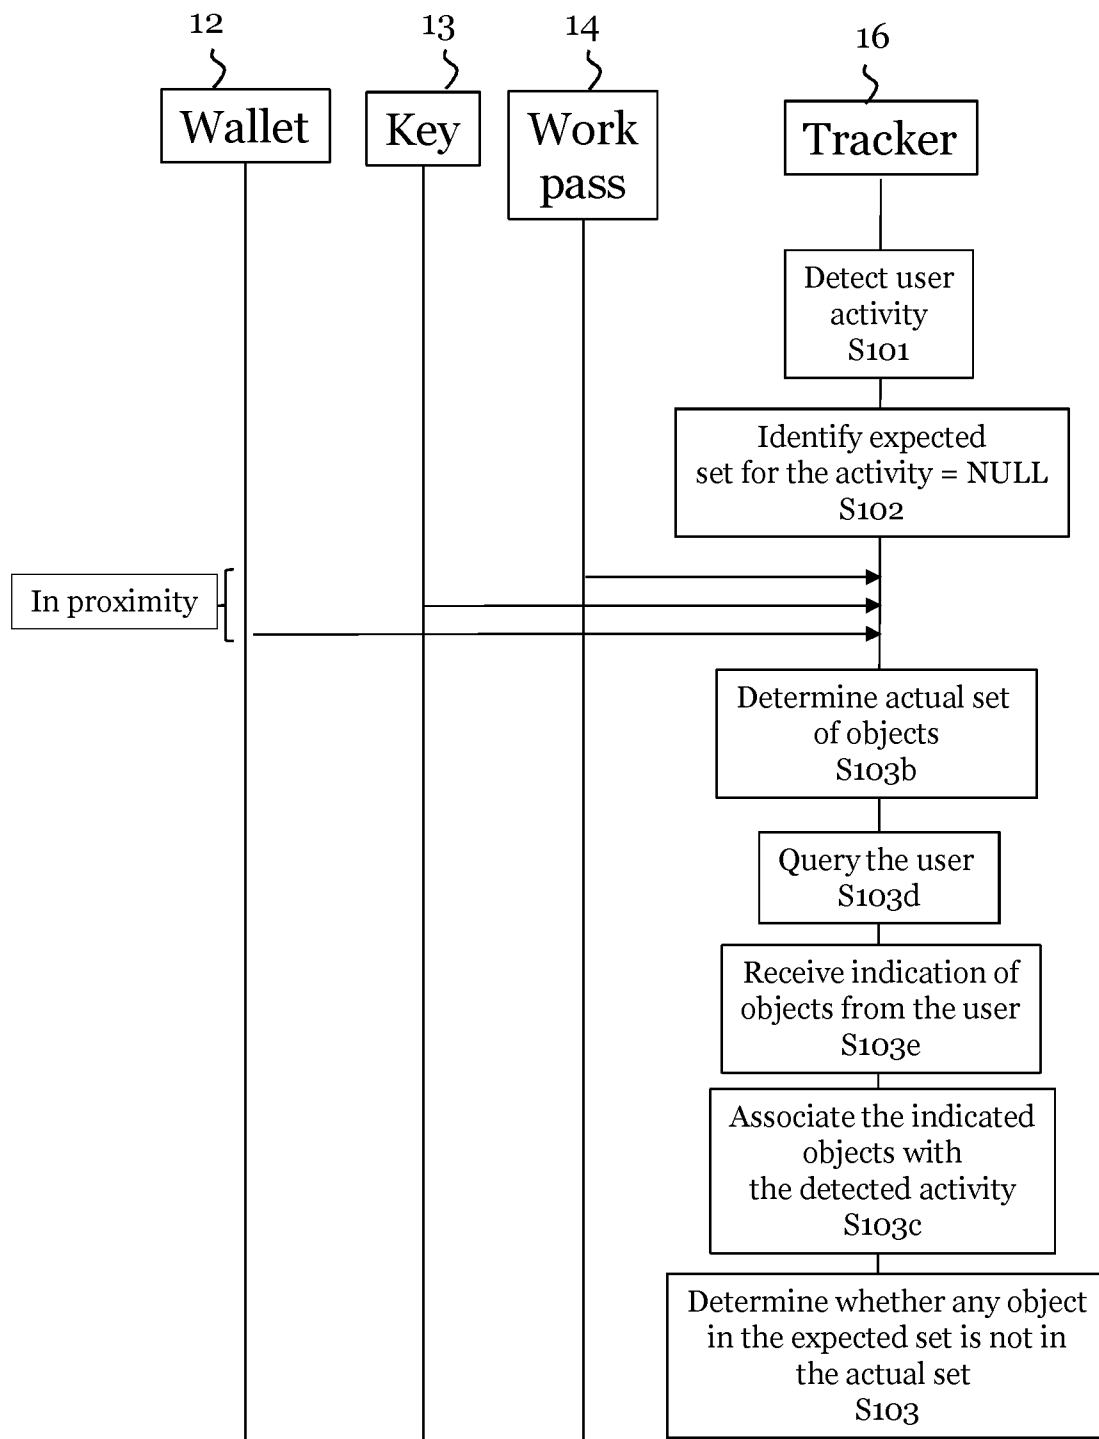 12
13
14
16
Wallet
Key
Work
pass
Tracker
Detect user
activity
S101
Identify expected
set for the activity = NULL
S102
In proximity
Determine actual set
of objects
S103b
Query the user
S103d
Receive indication of
objects from the user
S103e
Associate the indicated
objects with
the detected activity
S103c
Determine whether any object
in the expected set is not in
the actual set
S103